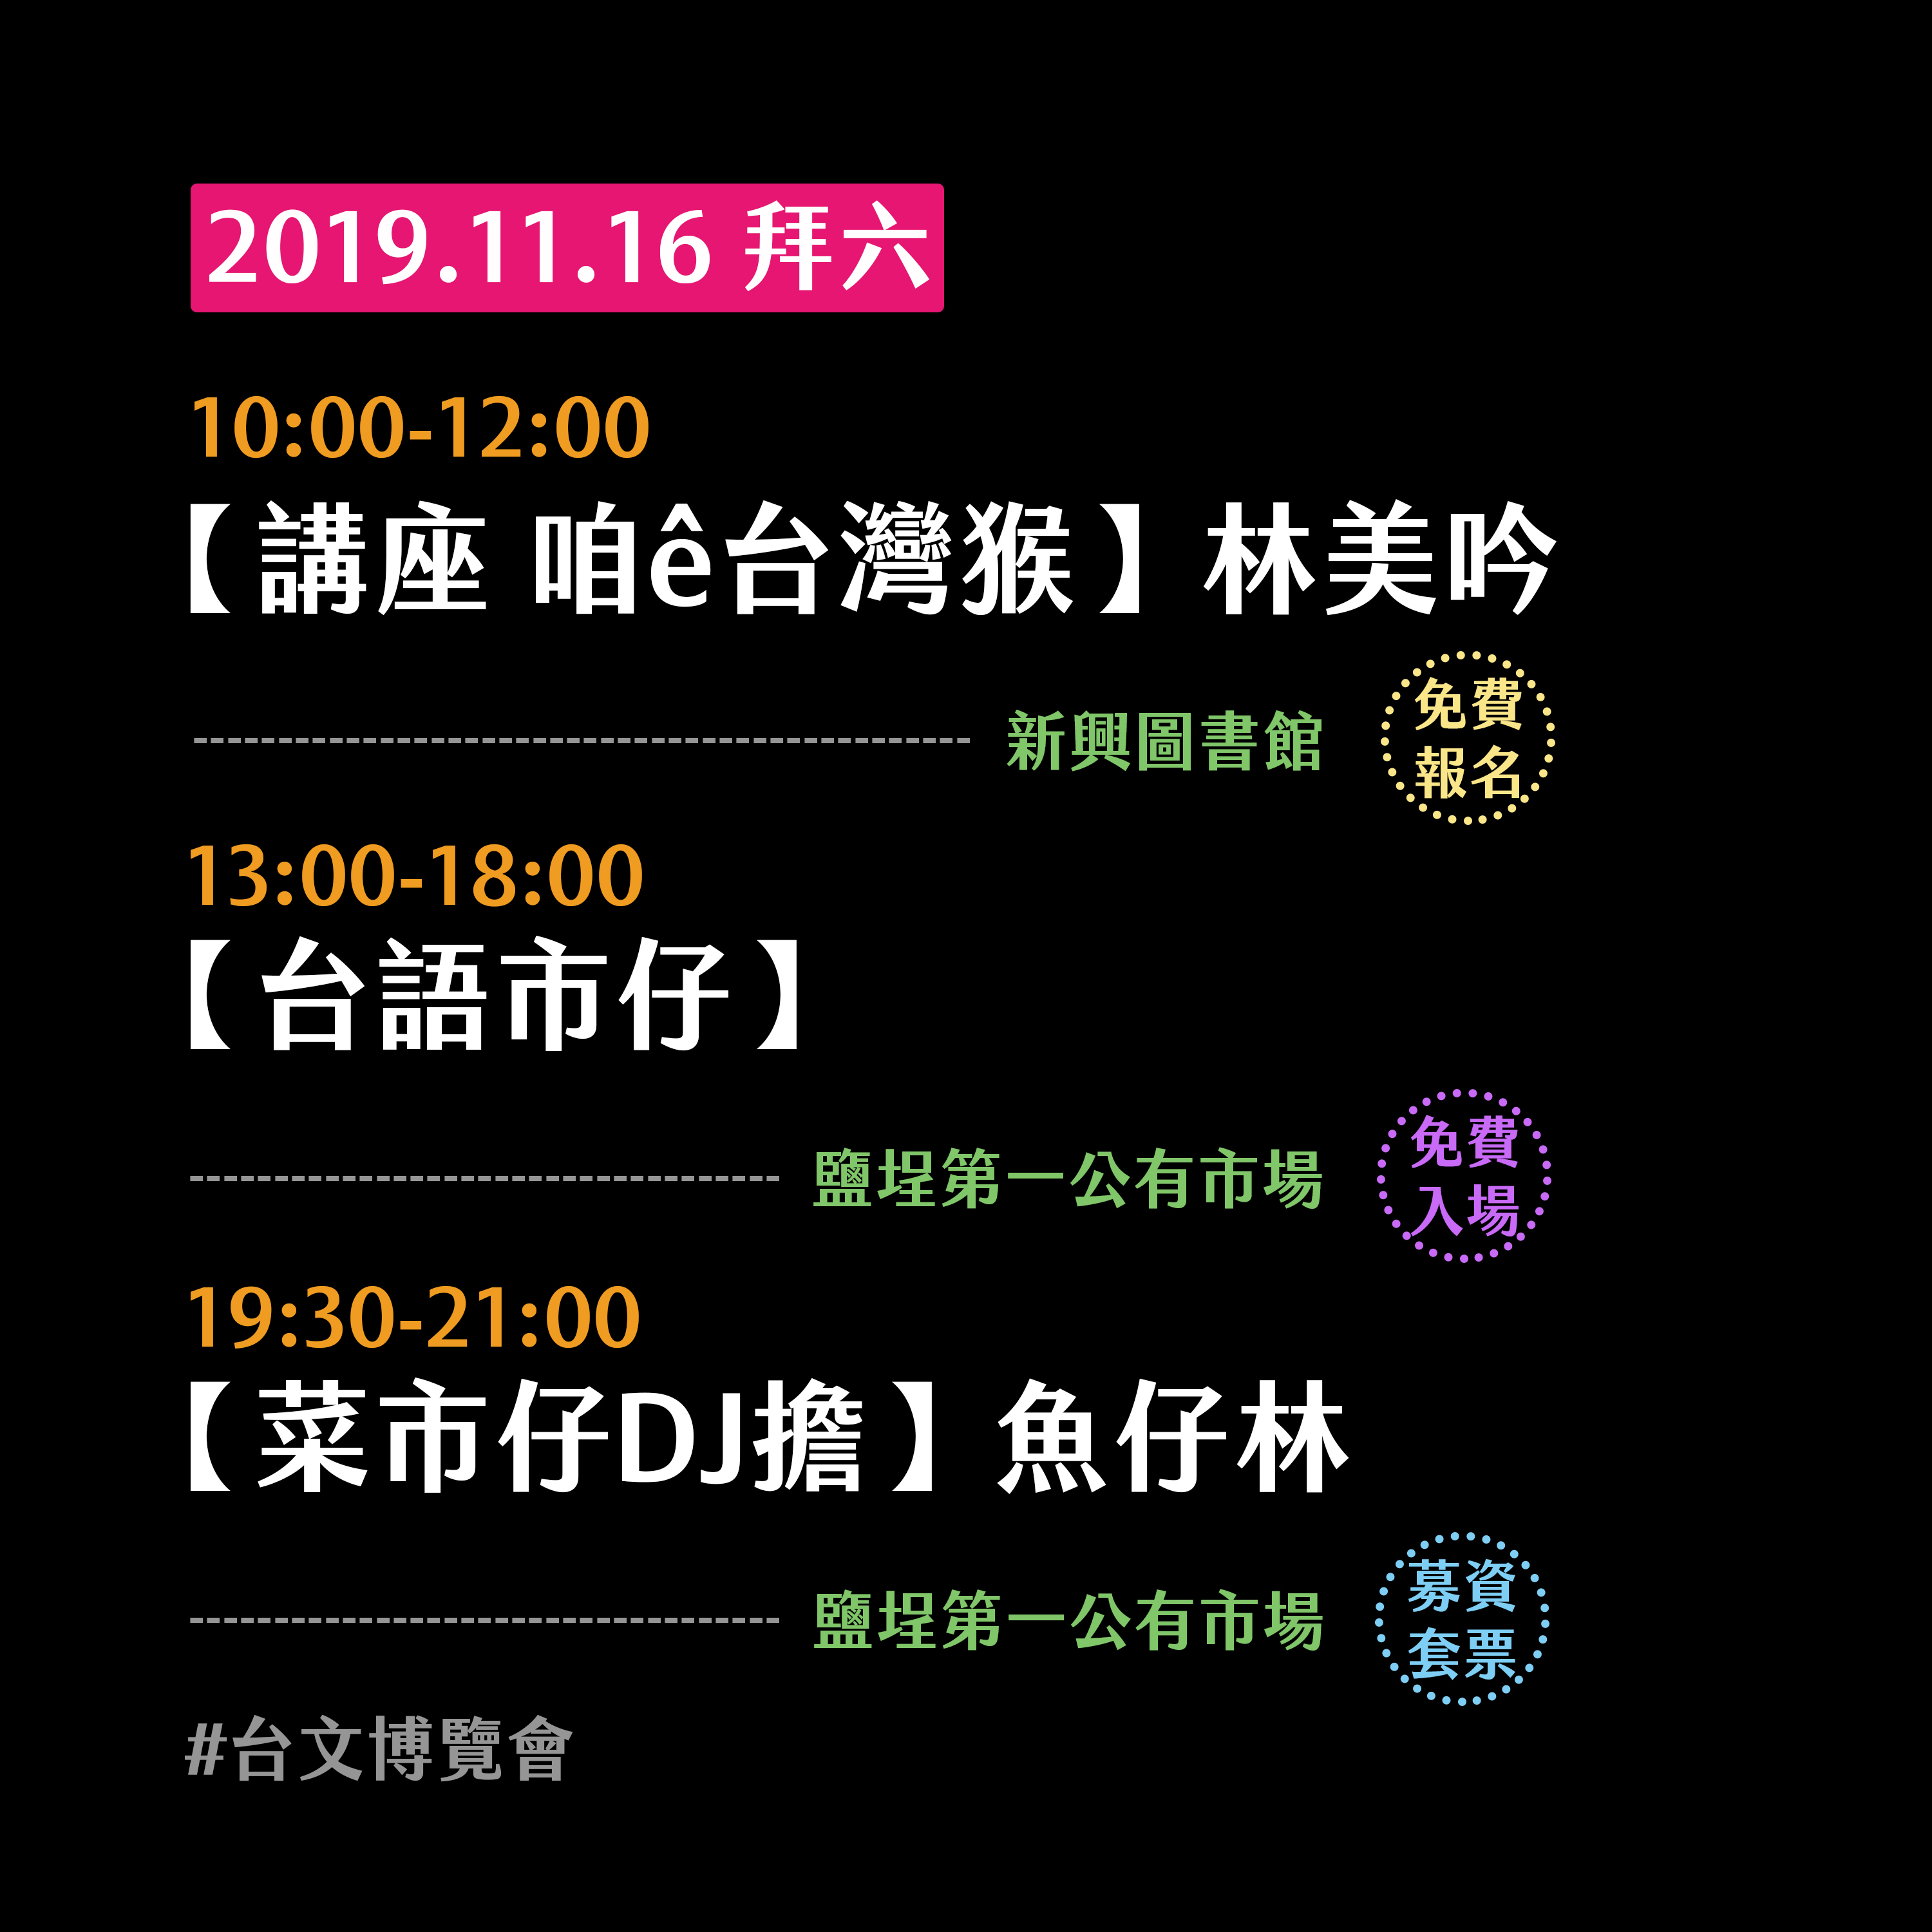 2019.11.16 拜六
10:00-12:00
【講座 咱ê台灣猴】林美吟
新興圖書館
免費
報名
13:00-18:00
【台語市仔】
鹽埕第一公有市場
免費
入場
19:30-21:00
【菜市仔DJ擔】魚仔林
鹽埕第一公有市場
募資
套票
#台文博覽會